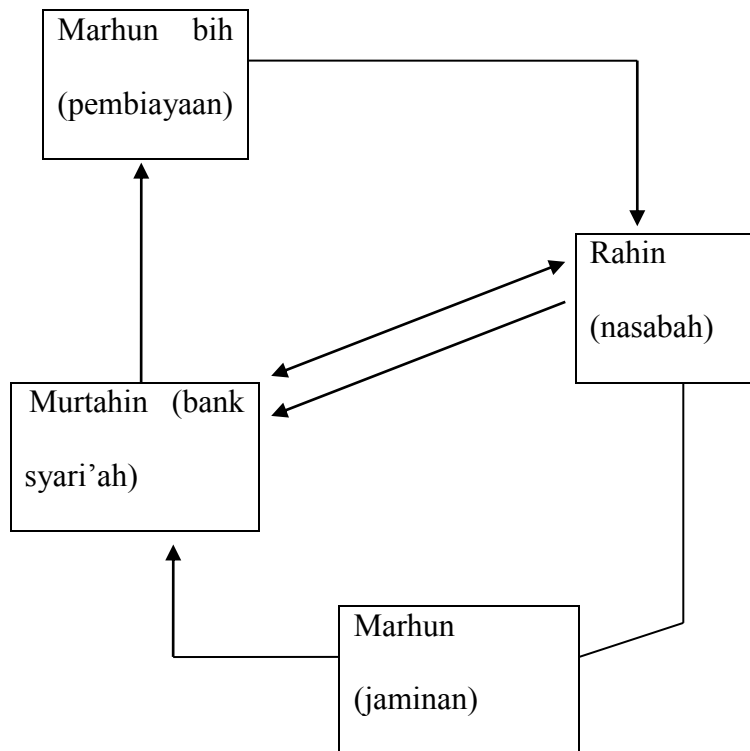 Marhun bih
(pembiayaan)
Rahin
(nasabah)
Murtahin (bank
syari’ah)
Marhun
(jaminan)